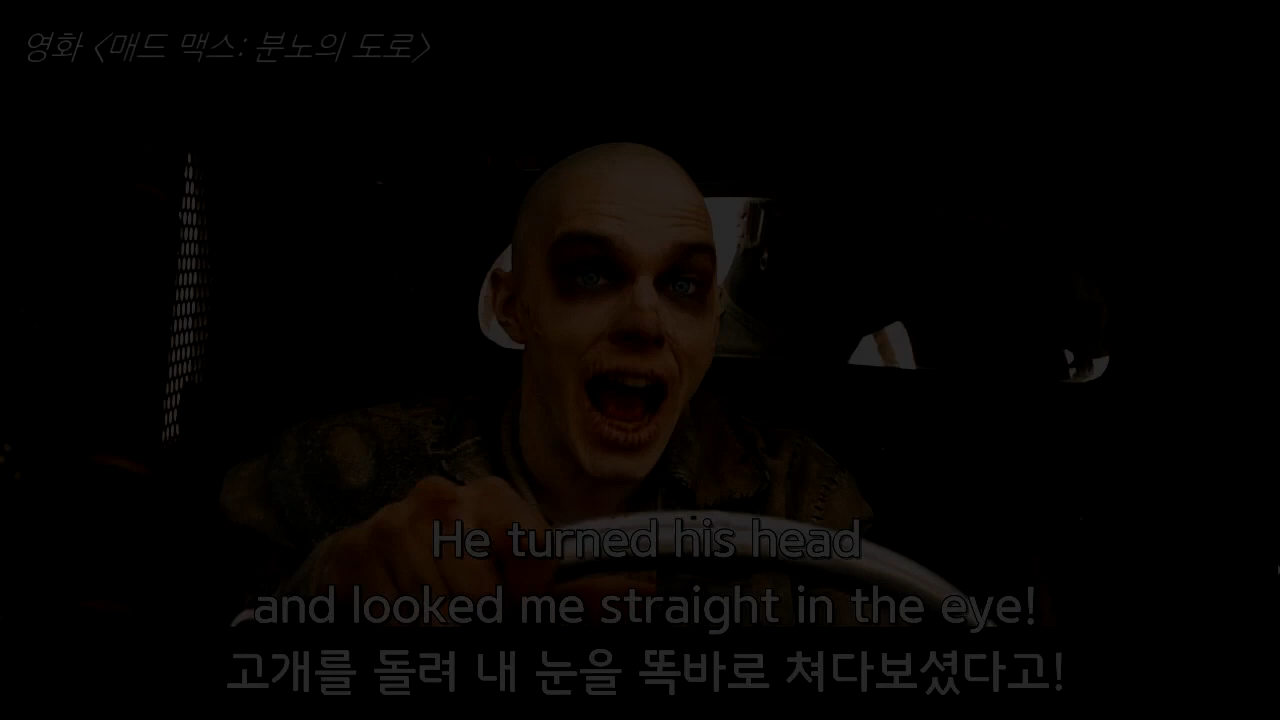 영화 <매드 맥스: 분노의 도로>
He turned his head
and looked me straight in the eye!
고개를 돌려 내 눈을 똑바로 쳐다보셨다고!